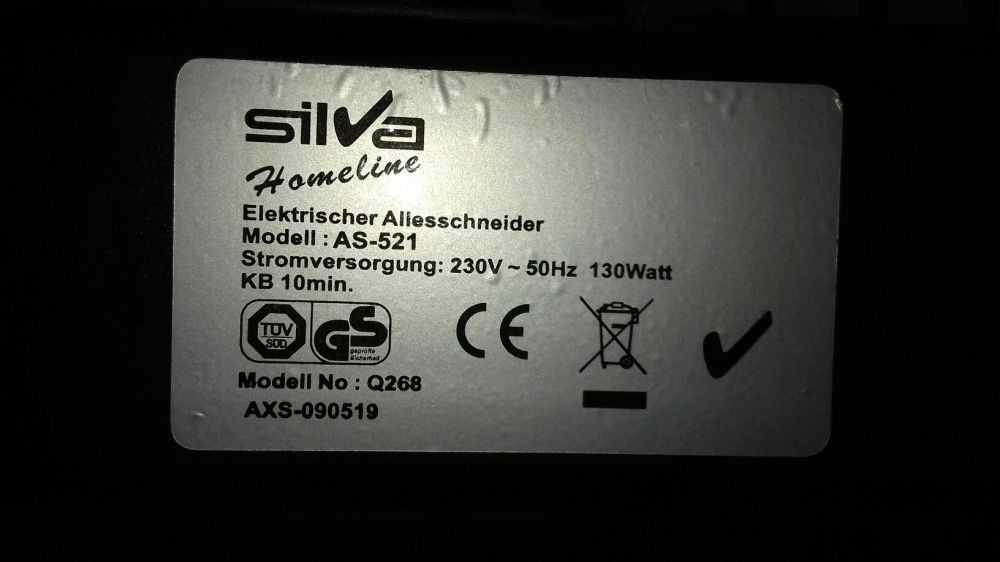 silva
Homeline
Elektrischer Allesschneider
Modell : AS-521
Stromversorgung: 230V ~ 50Hz 130Watt
KB 10min.
TÜV
SÜD
GS
geprüfte
Sicherheit
CE
Modell No : Q268
AXS-090519